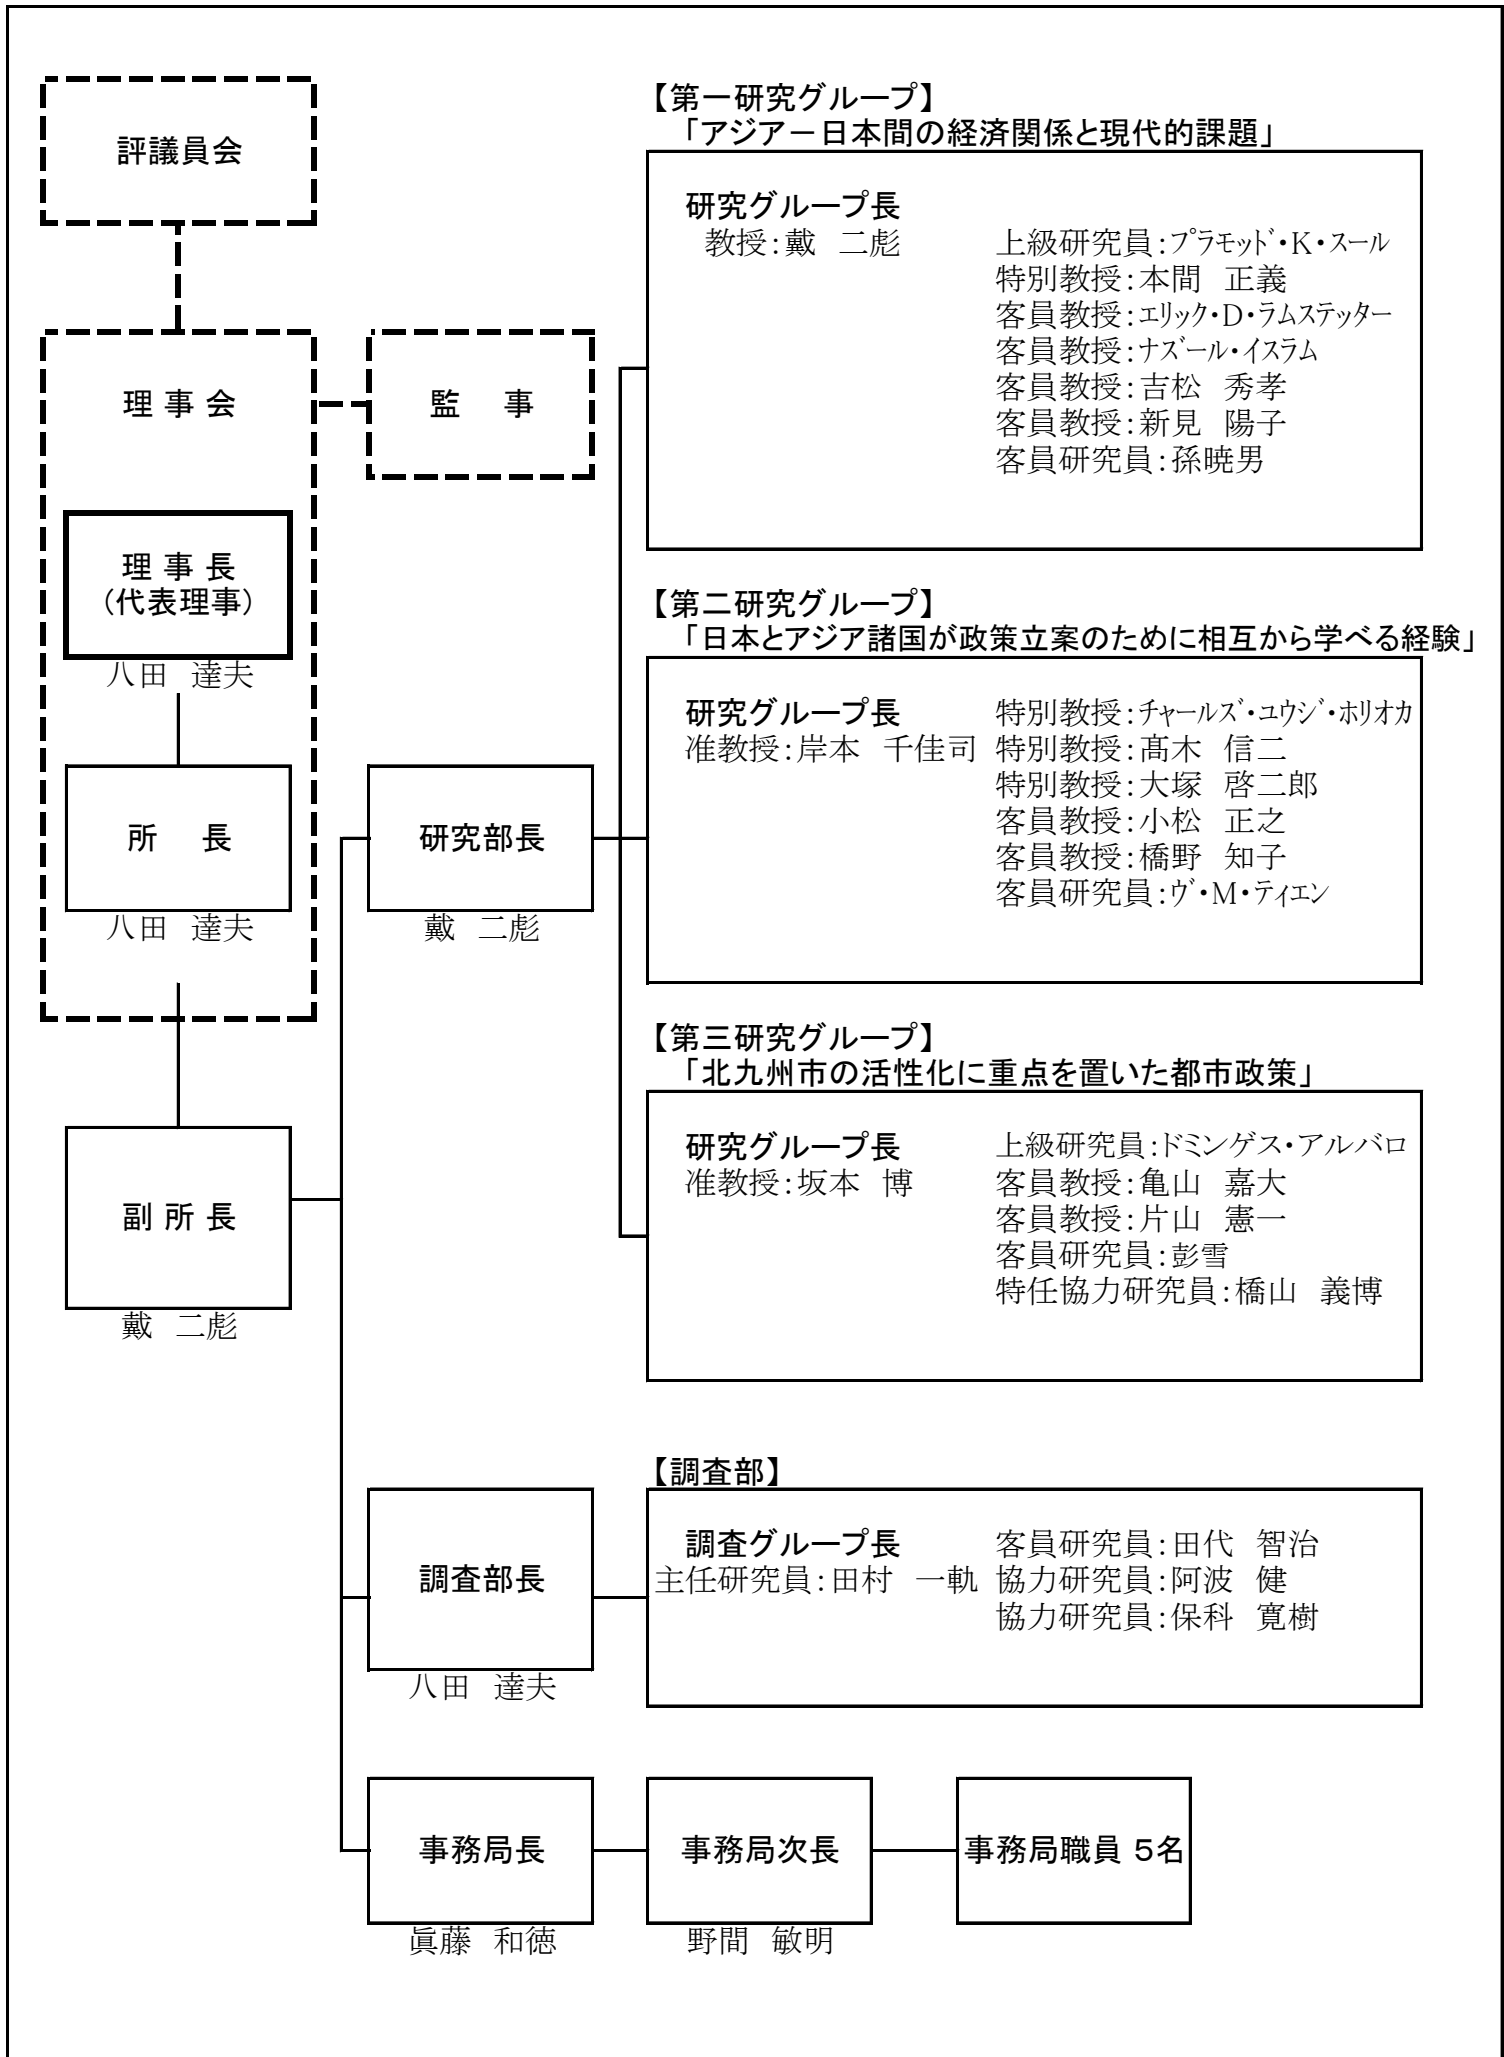 評議員会
理 事 会
監　事
理 事 長
(代表理事)
八田　達夫
所　長
八田　達夫
副 所 長
戴　二彪
研究部長
戴　二彪
【第一研究グループ】
「アジア－日本間の経済関係と現代的課題」
研究グループ長
教授：戴　二彪
上級研究員：プラモッド・K・スール
特別教授：本間　正義
客員教授：エリック・D・ラムステッター
客員教授：ナズール・イスラム
客員教授：吉松　秀孝
客員教授：新見　陽子
客員研究員：孫暁男
【第二研究グループ】
「日本とアジア諸国が政策立案のために相互から学べる経験」
研究グループ長
准教授：岸本　千佳司
特別教授：チャールズ・ユウジ・ホリオカ
特別教授：髙木　信二
特別教授：大塚　啓二郎
客員教授：小松　正之
客員教授：橋野　知子
客員研究員：ヴ・M・ティエン
【第三研究グループ】
「北九州市の活性化に重点を置いた都市政策」
研究グループ長
准教授：坂本　博
上級研究員：ドミンゲス・アルバロ
客員教授：亀山　嘉大
客員教授：片山　憲一
客員研究員：彭雪
特任協力研究員：橋山　義博
【調査部】
調査部長
八田　達夫
調査グループ長
主任研究員：田村　一軌
客員研究員：田代　智治
協力研究員：阿波　健
協力研究員：保科　寛樹
事務局長
眞藤　和徳
事務局次長
野間　敏明
事務局職員 5名